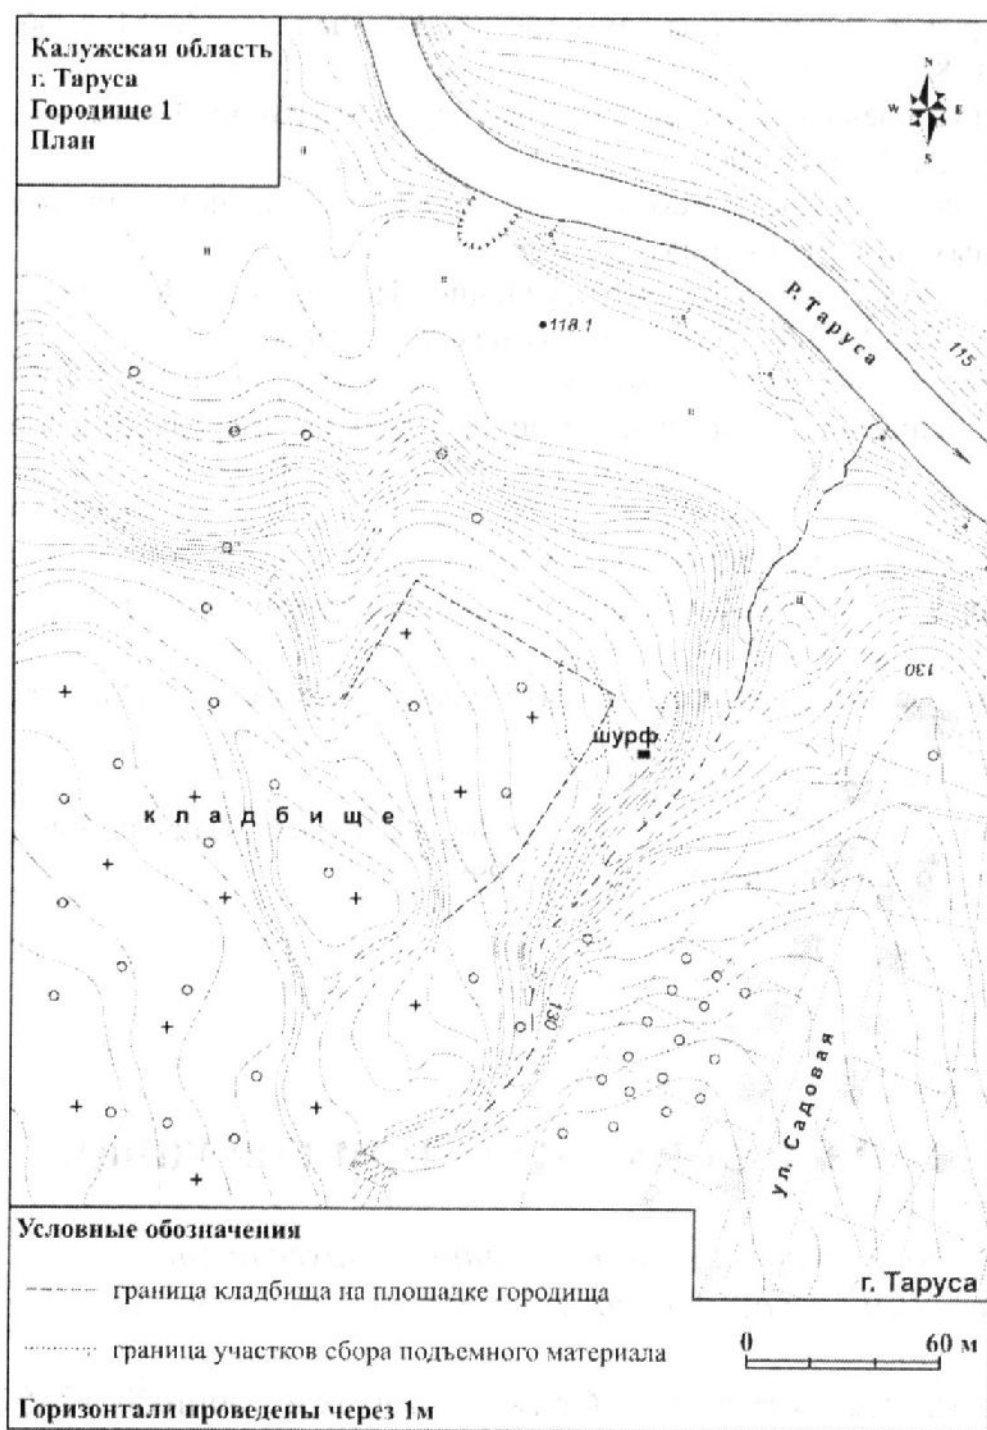 Калужская область
г. Таруса
Городище 1
План
N
W E
S
Р. Таруса
115
118.1
130
шурф
кладбище
130
ул. Садовая
г. Таруса
Условные обозначения
граница кладбища на площадке городища
граница участков сбора подъемного материала
Горизонтали проведены через 1м
0 60 м